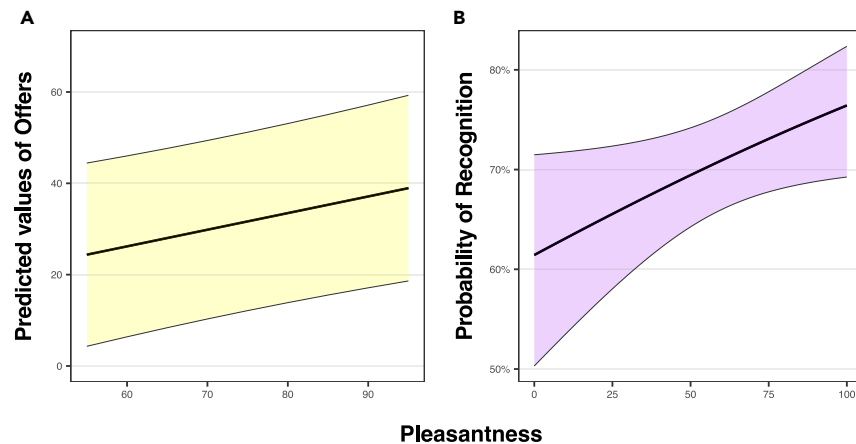 A
Predicted values of Offers
60
40
20
0
60 70 80 90
B
Probability of Recognition
80%
70%
60%
50%
0 25 50 75 100
Pleasantness